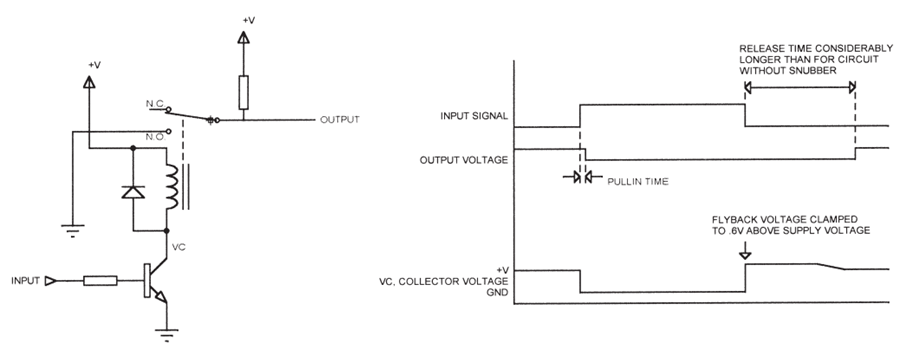 +V
+V
N.C.
OUTPUT
N.O.
VC
INPUT
RELEASE TIME CONSIDERABLY
LONGER THAN FOR CIRCUIT
WITHOUT SNUBBER
INPUT SIGNAL
OUTPUT VOLTAGE
PULLIN TIME
FLYBACK VOLTAGE CLAMPED
TO .6V ABOVE SUPPLY VOLTAGE
+V
VC, COLLECTOR VOLTAGE
GND